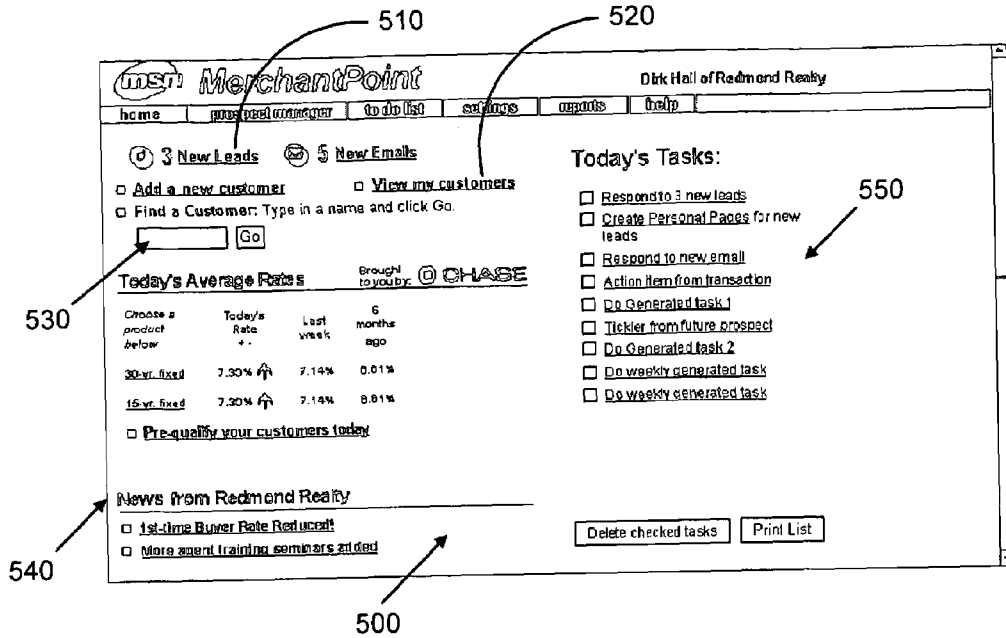 510
520
msn MerchantPoint
Dirk Hall of Redmond Realty
home prospect manager to do list settings reports help
3 New Leads 5 New Emails
Add a new customer View my customers
Find a Customer: Type in a name and click Go.
Go
530
Today's Average Rates Brought to you by: CHASE
Choose a product below
Today's Rate + -
Last week
6 months ago
30-yr. fixed 7.30% 7.14%
15-yr. fixed 7.30% 7.14%
Pre-qualify your customers today
540
News from Redmond Realty
1st-time Buyer Rate Reduced!
More agent training seminars added
500
Today's Tasks:
550
Respond to 3 new leads
Create Personal Pages for new
leads
Respond to new email
Action item from transaction
Do Generated task 1
Tickler from future prospect
Do Generated task 2
Do weekly generated task
Do weekly generated task
Delete checked tasks Print List